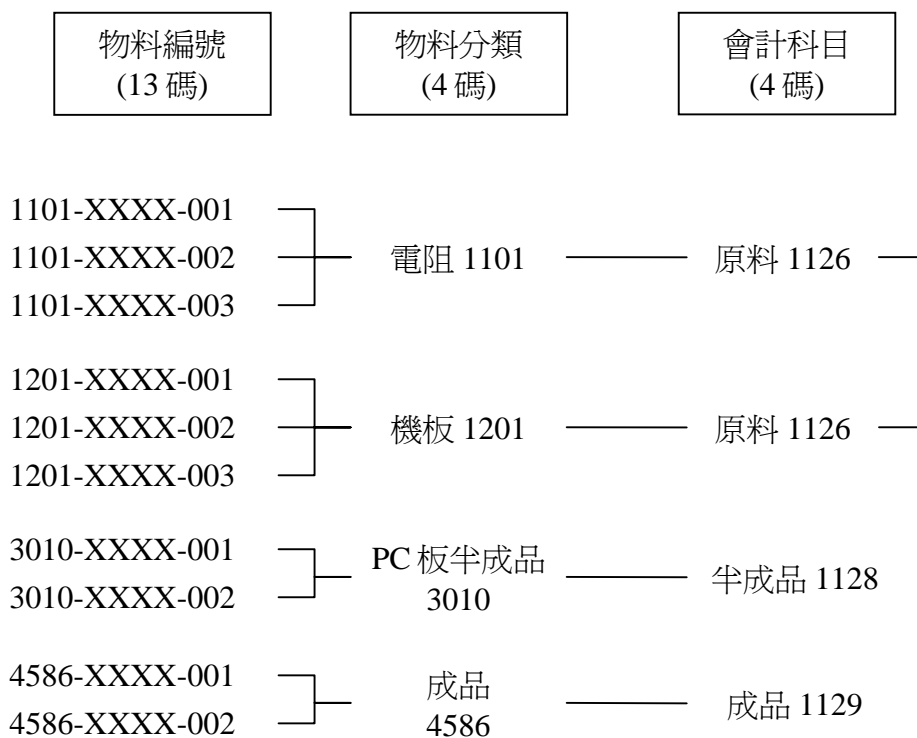 物料編號
(13 碼)
物料分類
(4 碼)
會計科目
(4 碼)
1101-XXXX-001
1101-XXXX-002
1101-XXXX-003
電阻 1101
原料 1126
1201-XXXX-001
1201-XXXX-002
1201-XXXX-003
機板 1201
原料 1126
3010-XXXX-001
3010-XXXX-002
PC 板半成品
3010
半成品 1128
4586-XXXX-001
4586-XXXX-002
成品
4586
成品 1129